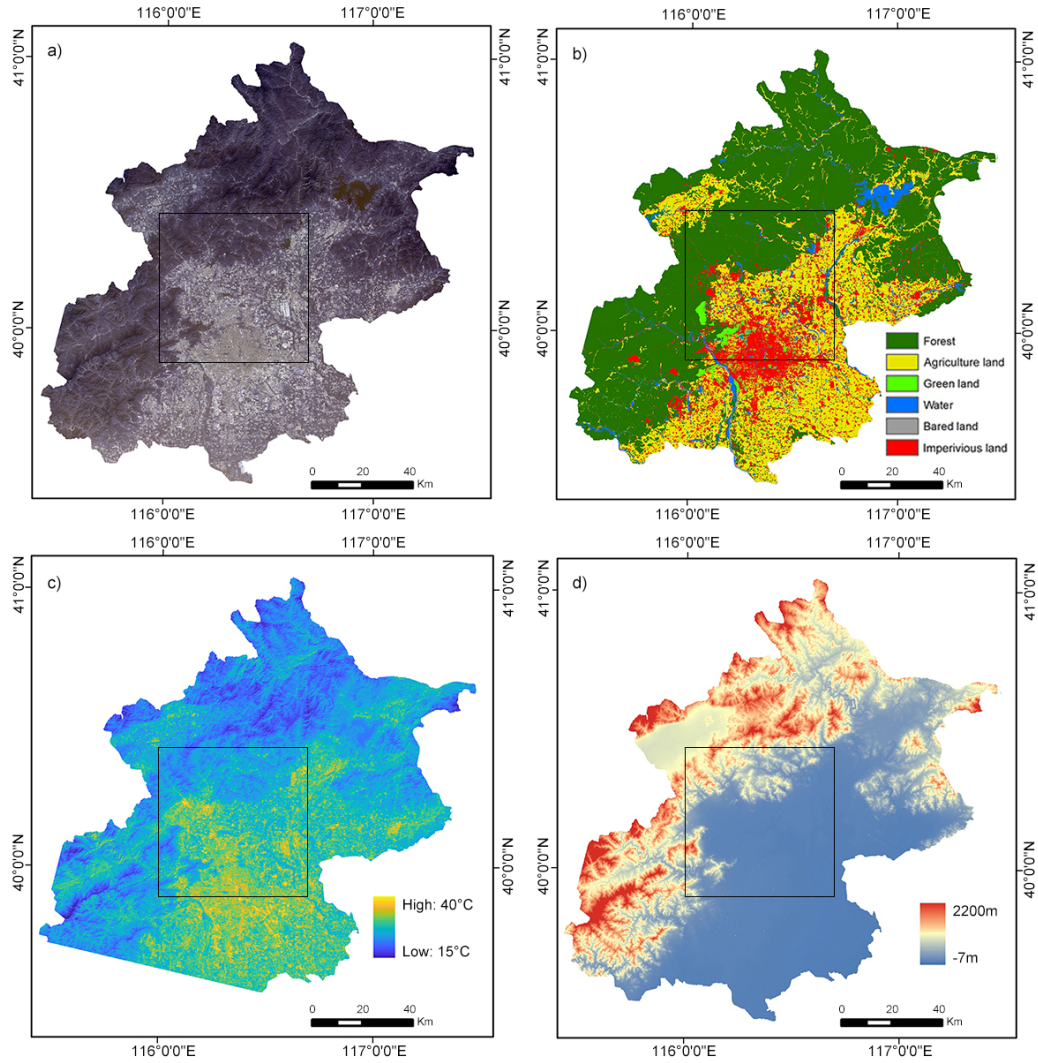 116°0'0"E 117°0'0"E 116°0'0"E 117°0'0"E
a) b)
41°0'0"N 41°0'0"N 41°0'0"N 41°0'0"N
40°0'0"N 40°0'0"N 40°0'0"N 40°0'0"N
Forest
Agriculture land
Green land
Water
Bared land
Imperivious land
0 20 40 0 20 40
Km Km
116°0'0"E 117°0'0"E 116°0'0"E 117°0'0"E
116°0'0"E 117°0'0"E 116°0'0"E 117°0'0"E
c) d)
41°0'0"N 41°0'0"N 41°0'0"N 41°0'0"N
40°0'0"N 40°0'0"N 40°0'0"N 40°0'0"N
High: 40°C 2200m
Low: 15°C -7m
0 20 40 0 20 40
Km Km
116°0'0"E 117°0'0"E 116°0'0"E 117°0'0"E